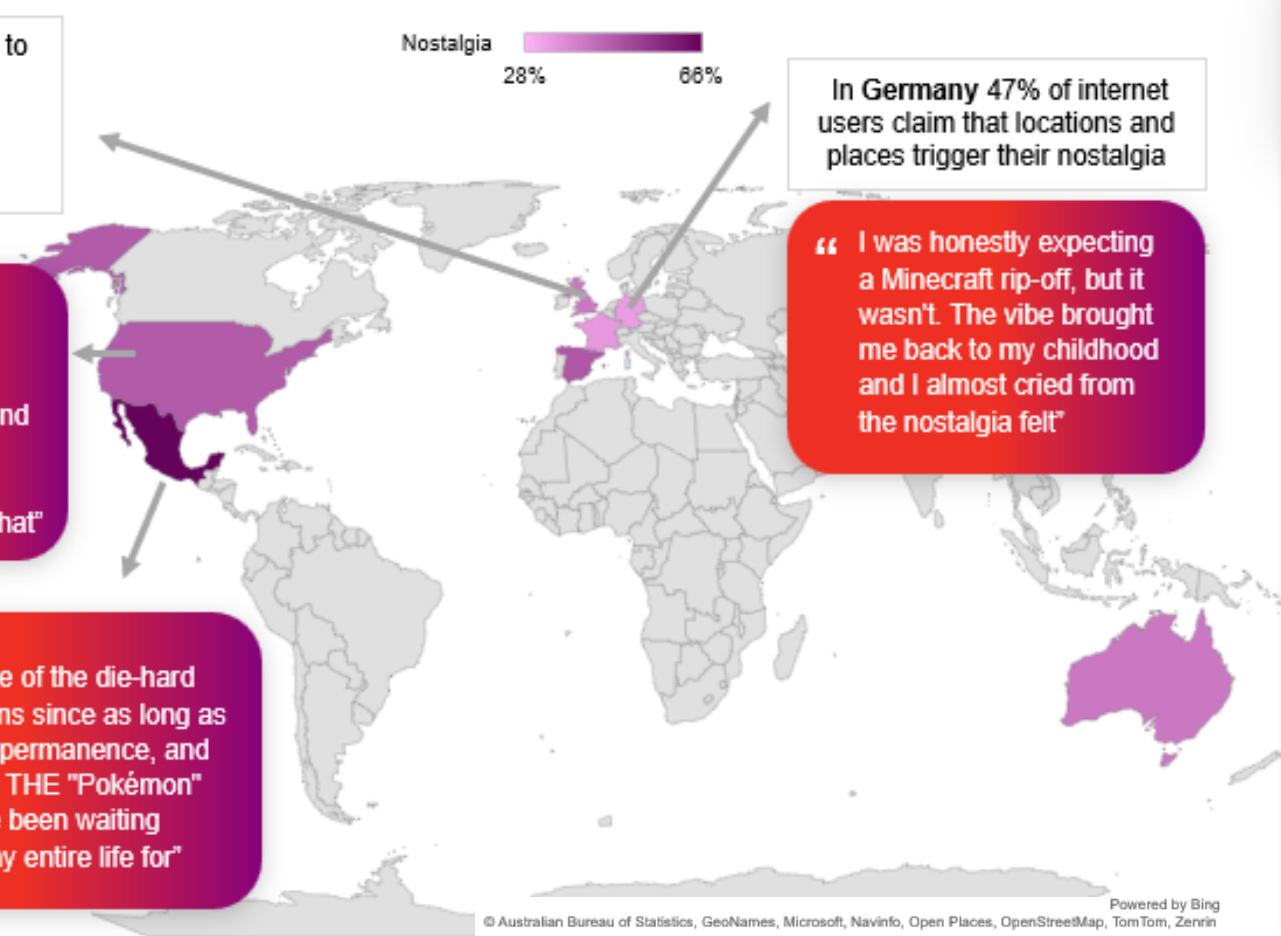 to
Nostalgia
28%
66%
In Germany 47% of internet
users claim that locations and
places trigger their nostalgia
“ I was honestly expecting
a Minecraft rip-off, but it
wasn't. The vibe brought
me back to my childhood
and I almost cried from
the nostalgia felt”
nd
hat”
e of the die-hard
ns since as long as
permanence, and
THE "Pokémon"
been waiting
y entire life for”
Powered by Bing
© Australian Bureau of Statistics, GeoNames, Microsoft, Navinfo, Open Places, OpenStreetMap, TomTom, Zenrin